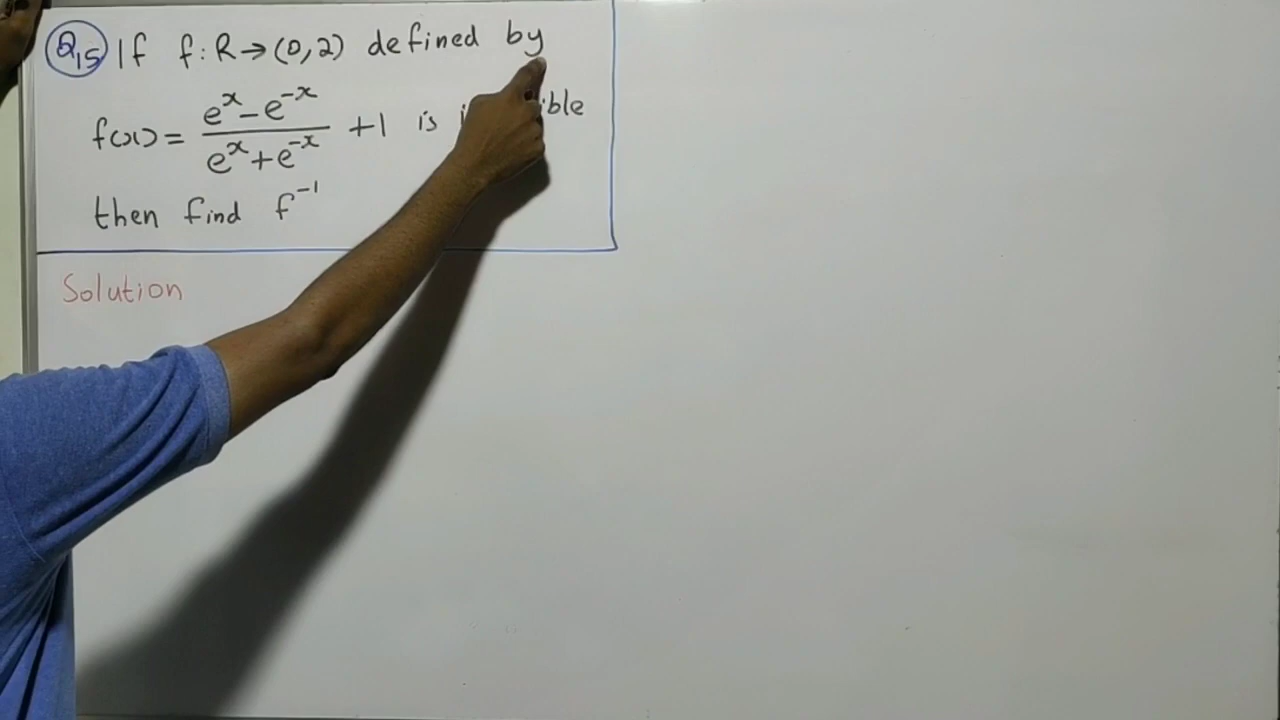 Q15 If f: R→(0,2) defined by
f(x) = (e^x - e^-x)/(e^x + e^-x) +1 is
then find f^-1
Solution